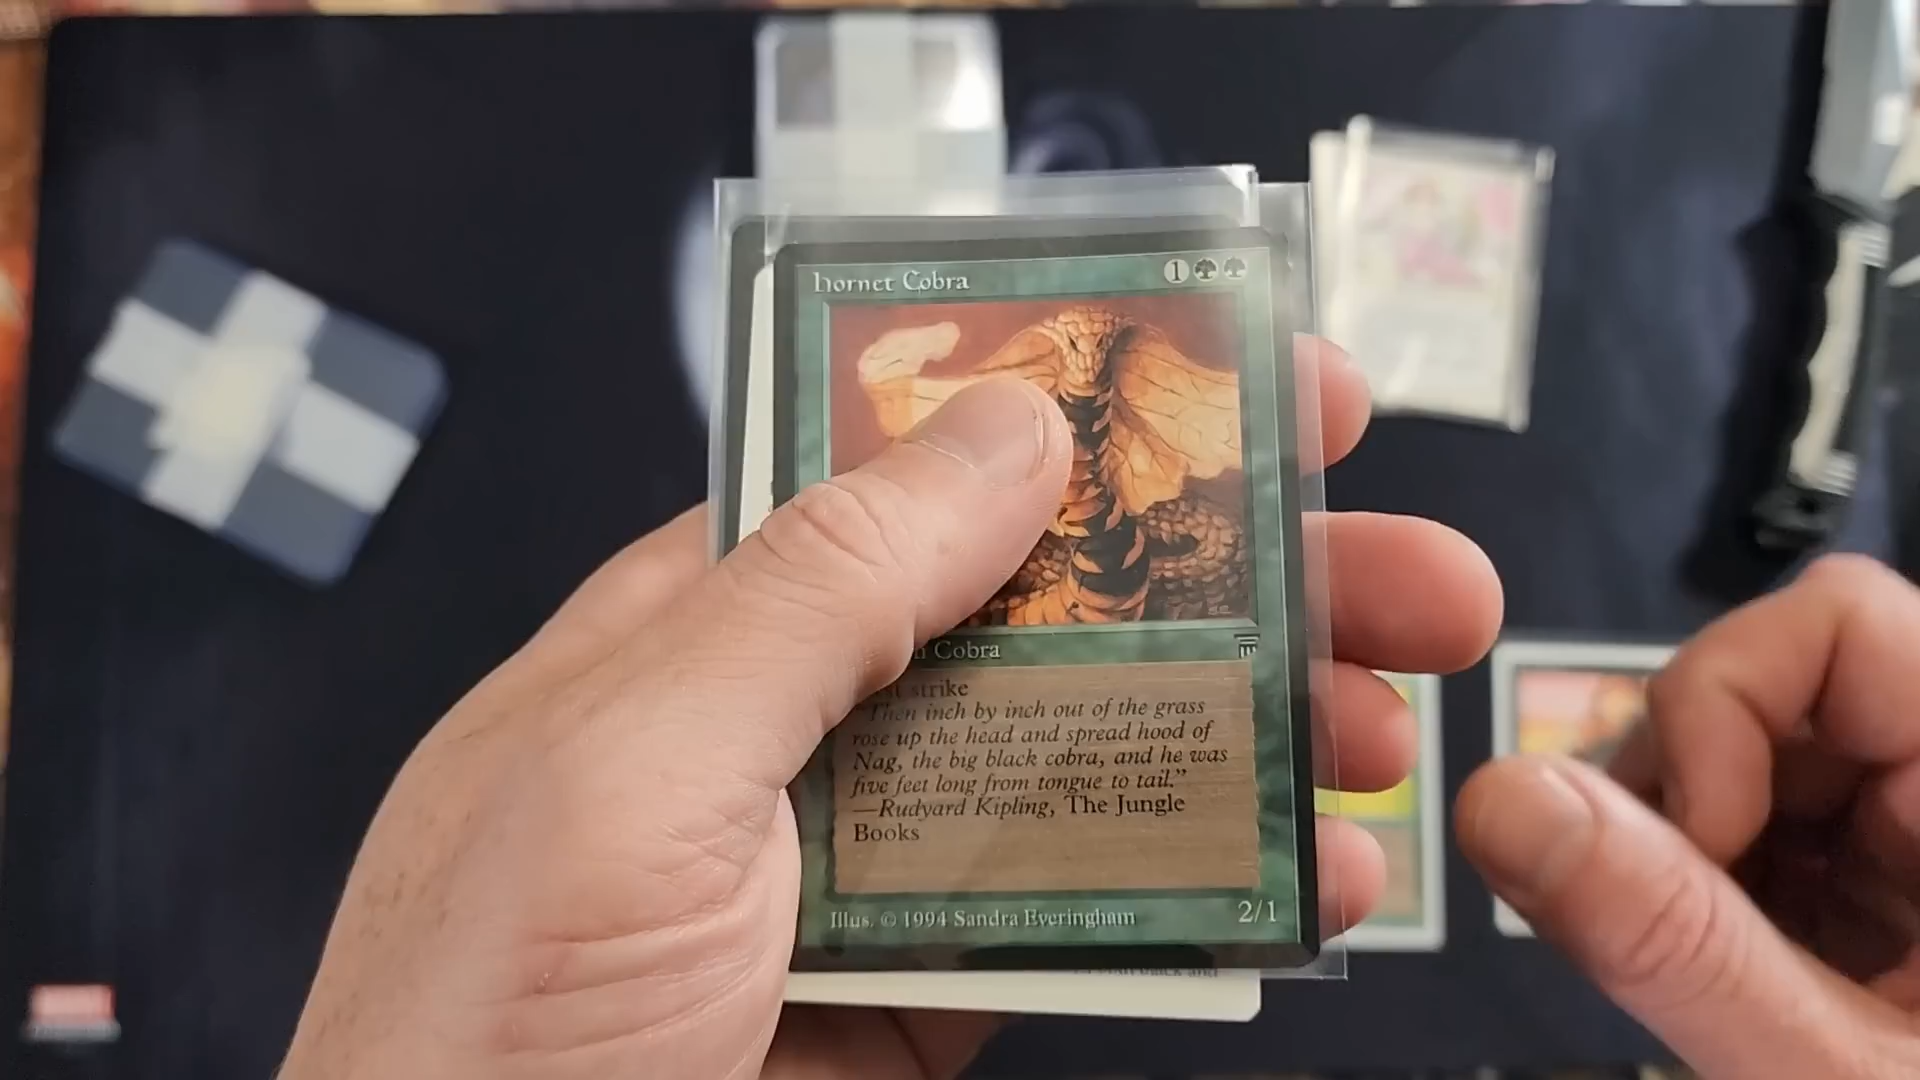 Hornet Cobra 1
Cobra
strike
"Then inch by inch out of the grass
rose up the head and spread hood of
Nag, the big black cobra, and he was
five feet long from tongue to tail."
—Rudyard Kipling, The Jungle
Books
Illus. © 1994 Sandra Everingham 2/1
black and